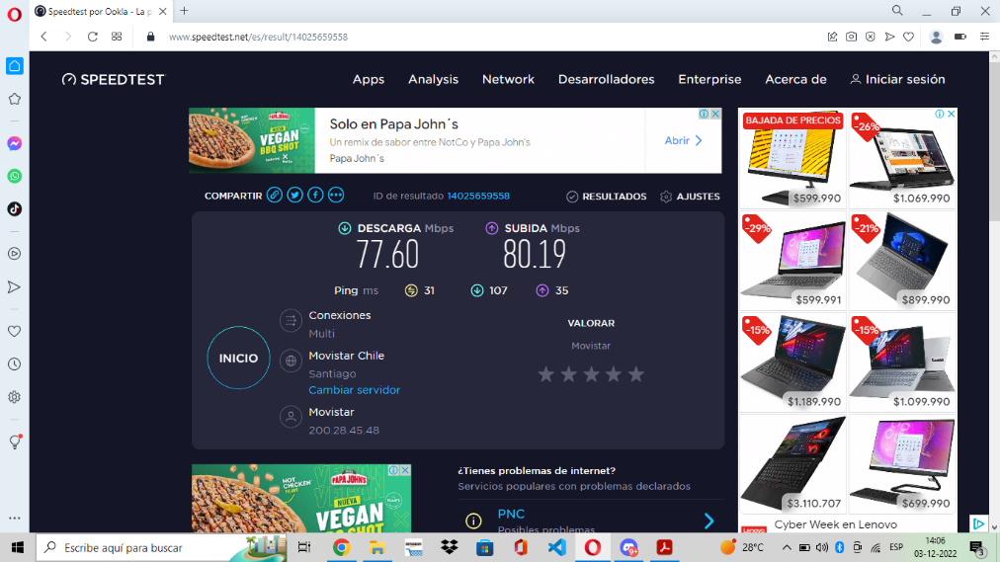 Speedtest por Ookla - La p
www.speedtest.net/es/result/14025659558
SPEEDTEST
Apps Analysis Network Desarrolladores Enterprise Acerca de Iniciar sesión
NUEVA
VEGAN
BBQ SHOT
Solo en Papa John´s
Un remix de sabor entre NotCo y Papa John's
Papa John´s
Abrir
COMPARTIR
ID de resultado 14025659558
RESULTADOS
AJUSTES
DESCARGA Mbps
77.60
SUBIDA Mbps
80.19
Ping ms 31 107 35
INICIO
Conexiones
Multi
Movistar Chile
Santiago
Cambiar servidor
Movistar
200.28.45.48
VALORAR
Movistar
NOT
CHICKEN
PAPA JOHNS
NUEVA
VEGAN
¿Tienes problemas de internet?
Servicios populares con problemas declarados
PNC
Posibles problemas
BAJADA DE PRECIOS
$599.990
-26%
$1.069.990
-29%
$599.991
-21%
$899.990
-15%
$1.189.990
-15%
$1.099.990
$3.110.707
$699.990
Lenovo
Cyber Week en Lenovo
Escribe aquí para buscar
9+
28°C
ESP
14:06
03-12-2022
3